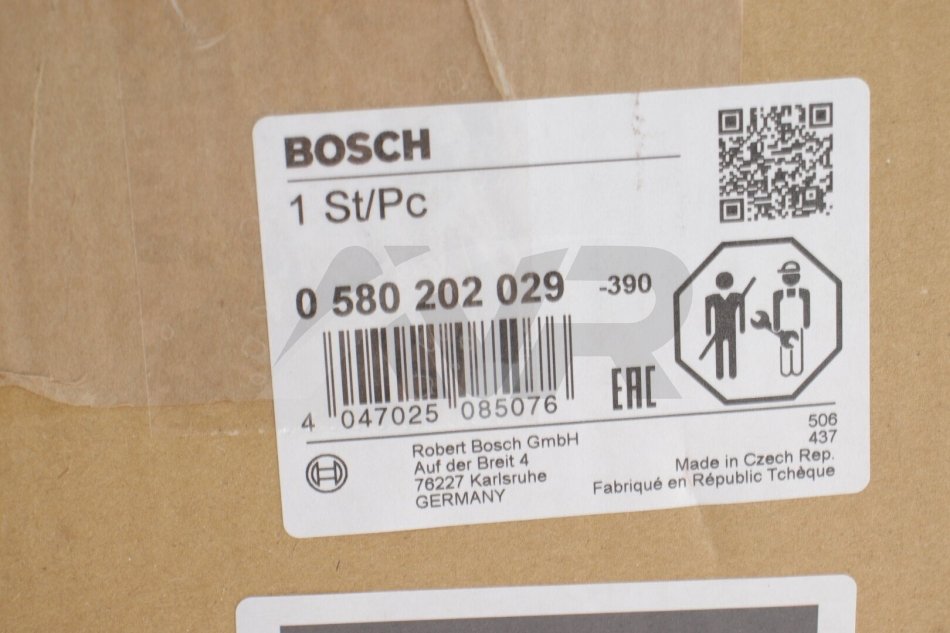 BOSCH
1 St/Pc
0 580 202 029 -390
4 047025 085076
EAC
506
437
Robert Bosch GmbH
Auf der Breit 4
76227 Karlsruhe
GERMANY
Made in Czech Rep.
Fabriqué en Républic Tchèque
AVR